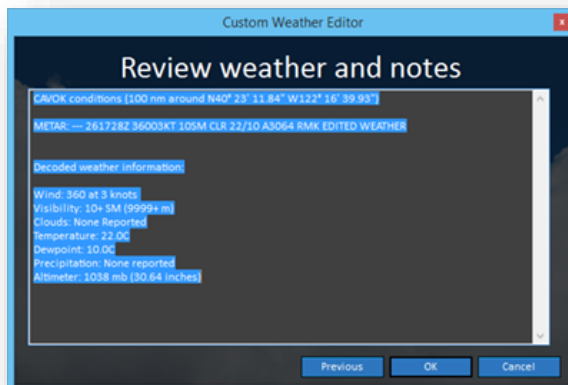 Custom Weather Editor
x
Review weather and notes
CAVOK conditions (100 nm around N40° 23' 11.84" W122° 16' 39.93")
METAR: --- 261728Z 36003KT 10SM CLR 22/10 A3064 RMK EDITED WEATHER
Decoded weather information:
Wind: 360 at 3 knots
Visibility: 10+ SM (9999+ m)
Clouds: None Reported
Temperature: 22.0C
Dewpoint: 10.0C
Precipitation: None reported
Altimeter: 1038 mb (30.64 inches)
Previous
OK
Cancel